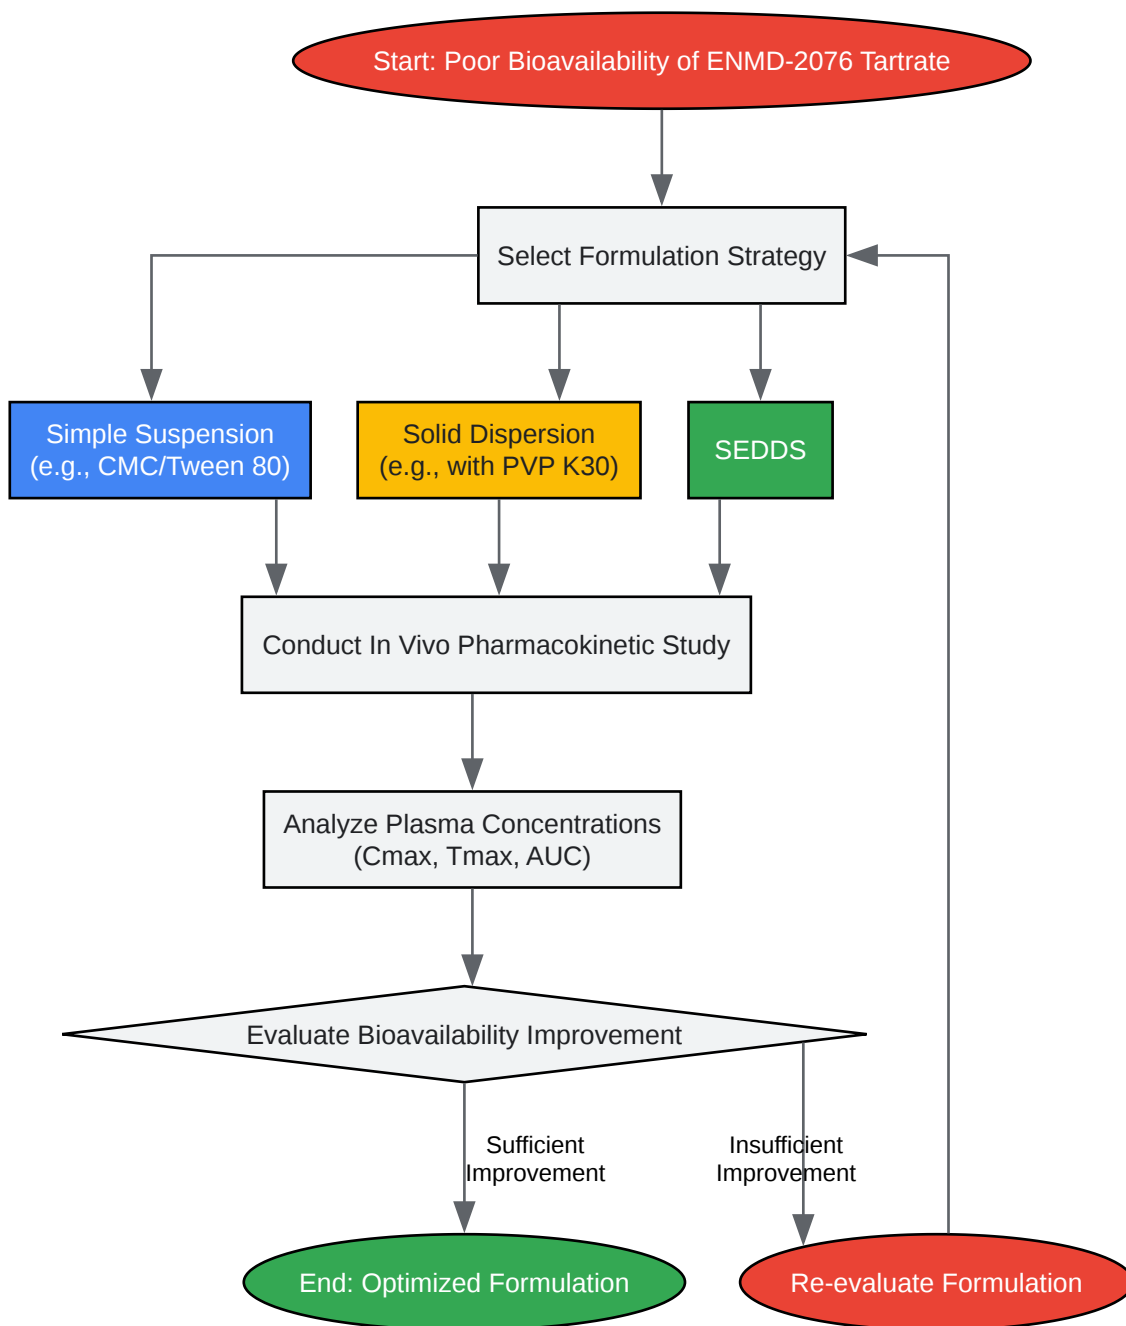 Start: Poor Bioavailability of ENMD-2076 Tartrate
Select Formulation Strategy
Simple Suspension
(e.g., CMC/Tween 80)
Solid Dispersion
(e.g., with PVP K30)
SEDDS
Conduct In Vivo Pharmacokinetic Study
Analyze Plasma Concentrations
(Cmax, Tmax, AUC)
Evaluate Bioavailability Improvement
Sufficient
Improvement
Insufficient
Improvement
End: Optimized Formulation
Re-evaluate Formulation